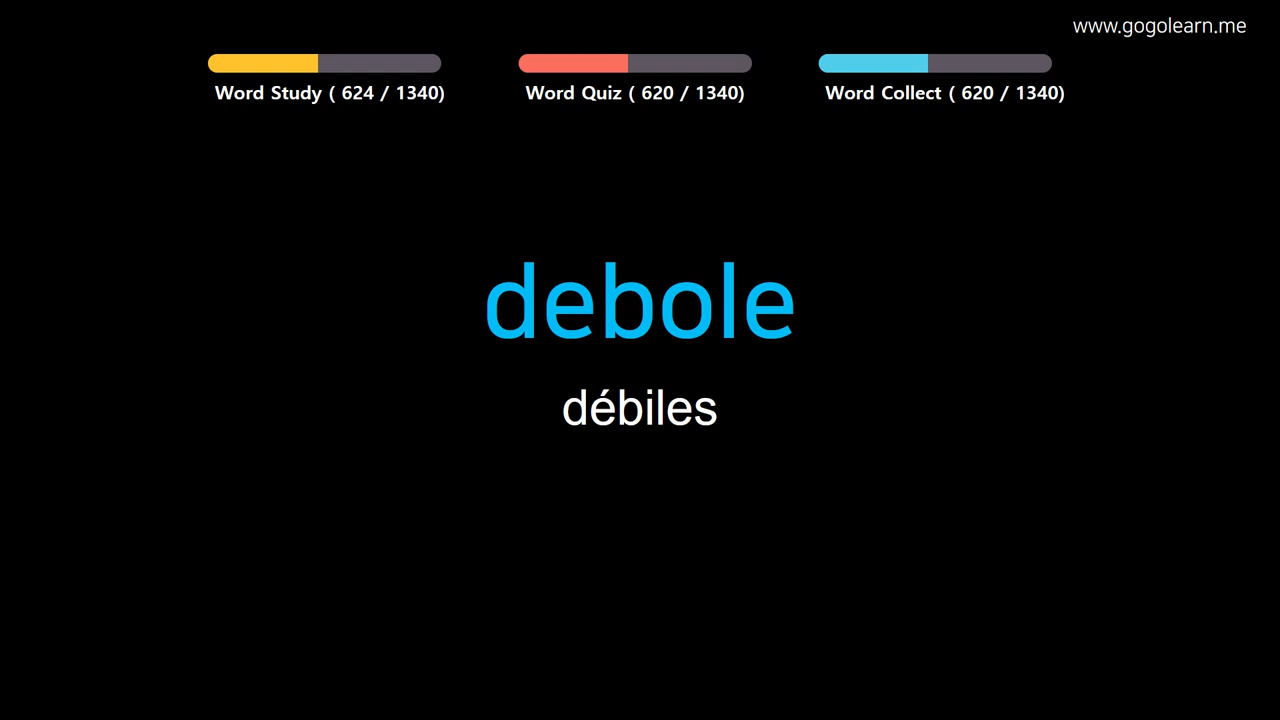 www.gogolearn.me
Word Study ( 624 / 1340)
Word Quiz ( 620 / 1340)
Word Collect ( 620 / 1340)
debole
débiles